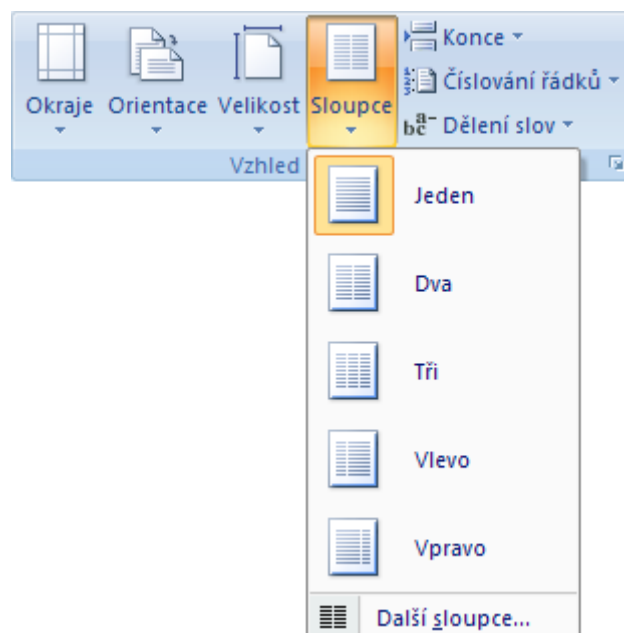 Konce
Číslování řádků
Okraje Orientace Velikost Sloupce
Dělení slov
Vzhled
Jeden
Dva
Tři
Vlevo
Vpravo
Další sloupce...